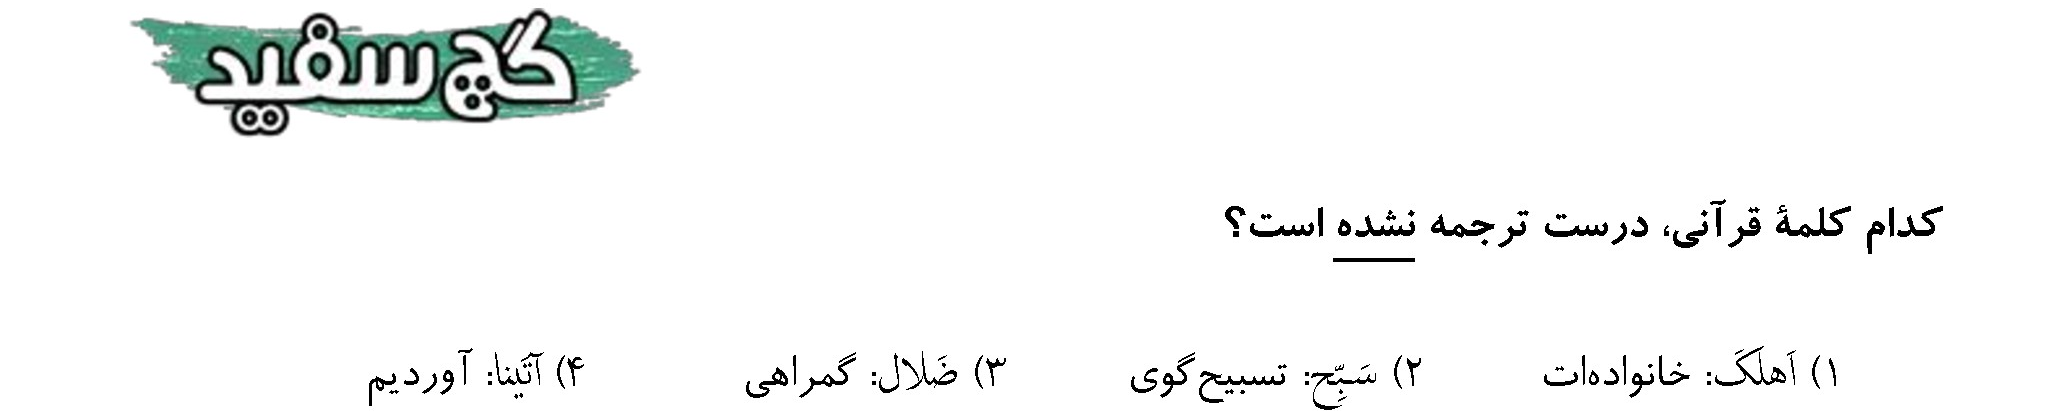 گچ سفید
کدام کلمهٔ قرآنی، درست ترجمه نشده است؟
۱) اَهلَکَ: خانواده‌ات ۲) سَبِّح: تسبیح‌گوی ۳) ضَلال: گمراهی ۴) آتَینا: آوردیم